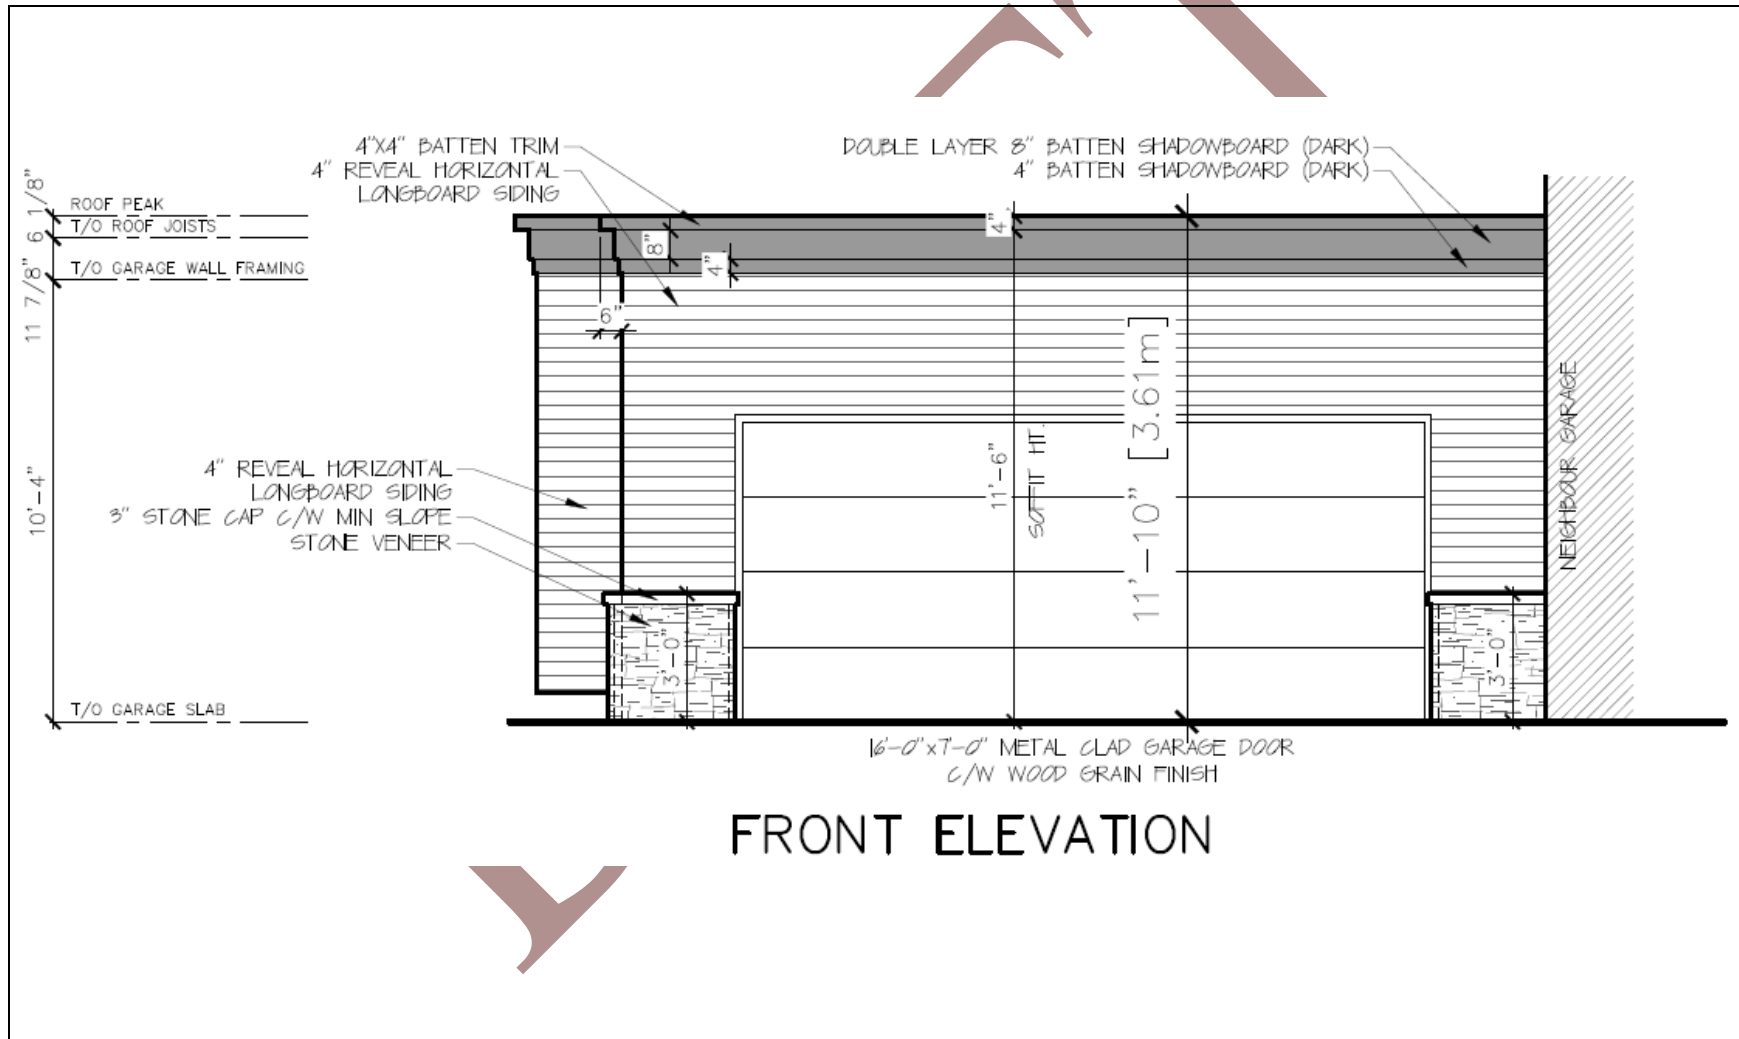 4"X4" BATTEN TRIM
4" REVEAL HORIZONTAL
LONGBOARD SIDING
DOUBLE LAYER 8" BATTEN SHADOWBOARD (DARK)
4" BATTEN SHADOWBOARD (DARK)
6 1/8"
ROOF PEAK
T/O ROOF JOISTS
11 7/8"
T/O GARAGE WALL FRAMING
4"
8"
4"
6"
10'-4"
4" REVEAL HORIZONTAL
LONGBOARD SIDING
3" STONE CAP C/W MIN SLOPE
STONE VENEER
11'-6"
SOFFIT HT.
11'-10" [3.61m]
NEIGHBOUR GARAGE
3'-0"
3'-0"
T/O GARAGE SLAB
16'-0"x7'-0" METAL CLAD GARAGE DOOR
C/W WOOD GRAIN FINISH
FRONT ELEVATION